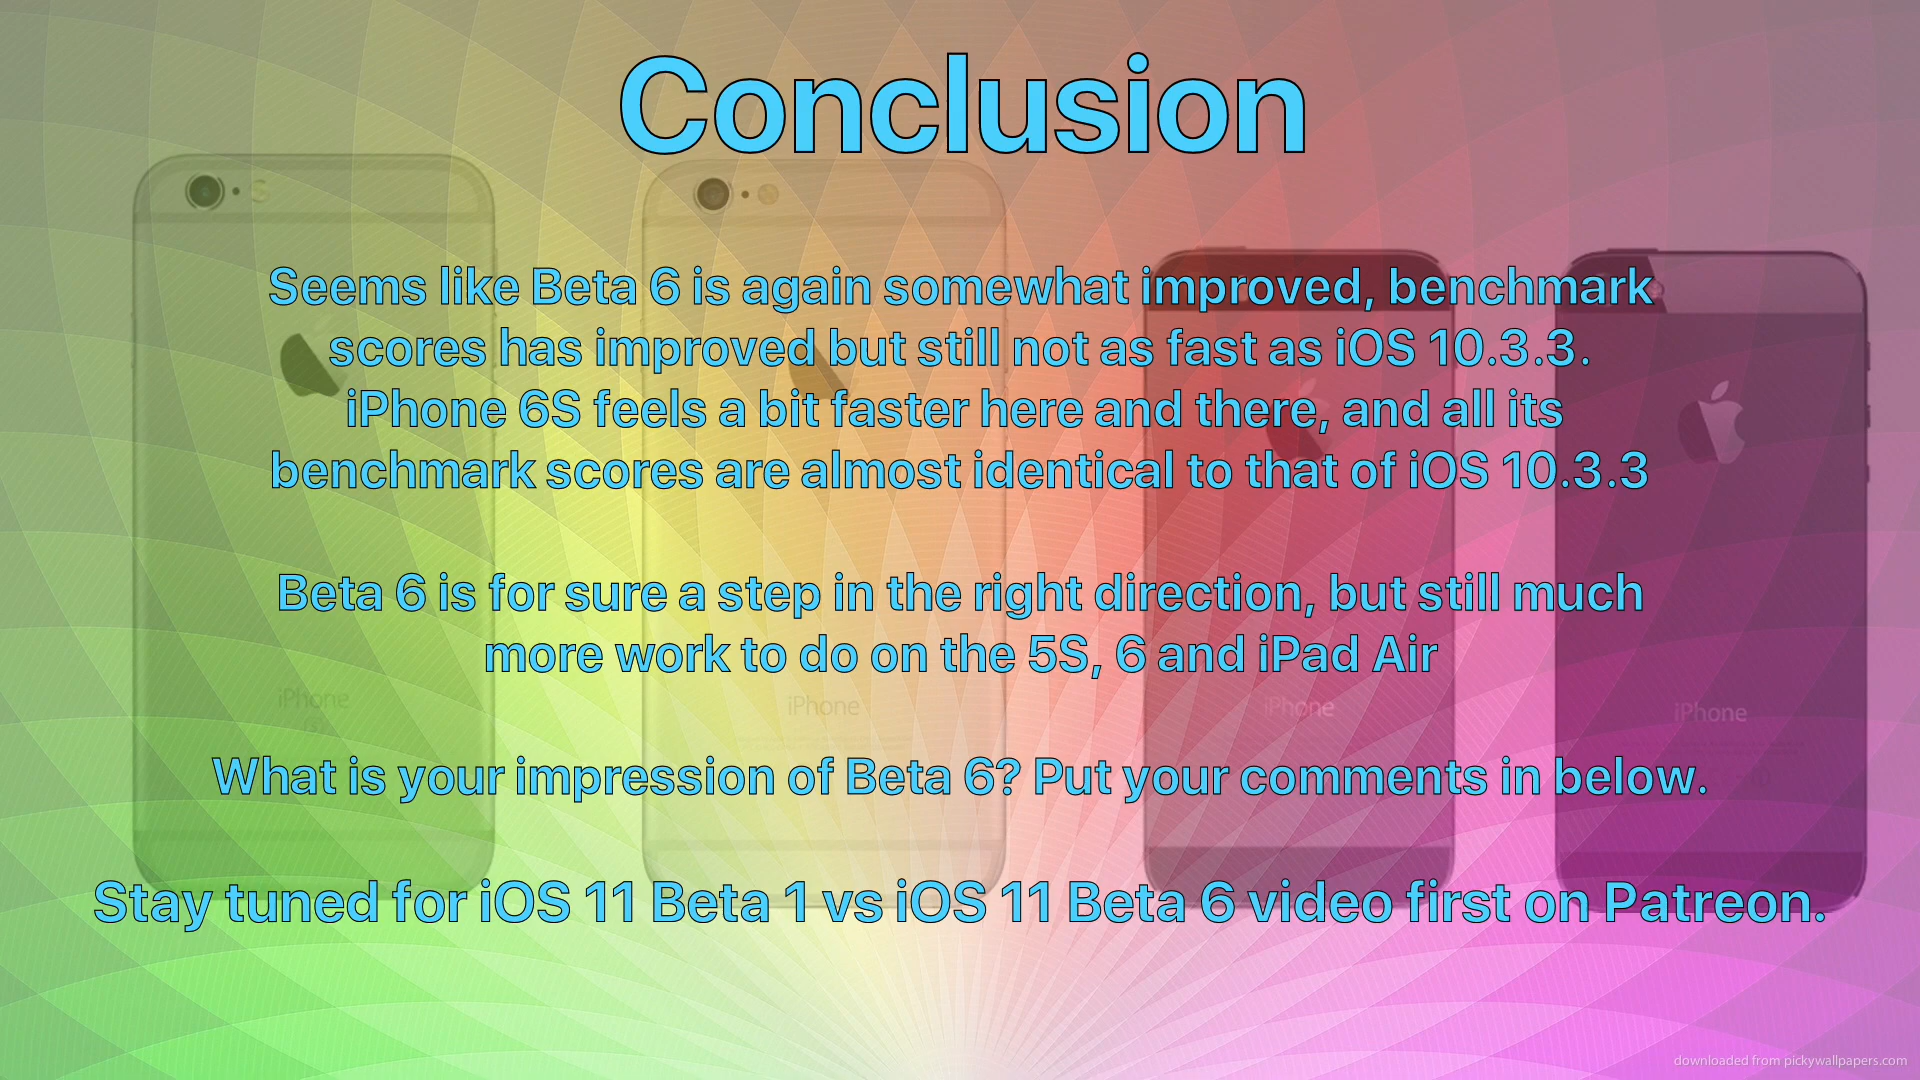 Conclusion
Seems like Beta 6 is again somewhat improved, benchmark
scores has improved but still not as fast as iOS 10.3.3.
iPhone 6S feels a bit faster here and there, and all its
benchmark scores are almost identical to that of iOS 10.3.3
Beta 6 is for sure a step in the right direction, but still much
more work to do on the 5S, 6 and iPad Air
iPhone
iPhone
iPhone
iPhone
What is your impression of Beta 6? Put your comments in below.
Stay tuned for iOS 11 Beta 1 vs iOS 11 Beta 6 video first on Patreon.
downloaded from pickywallpapers.com